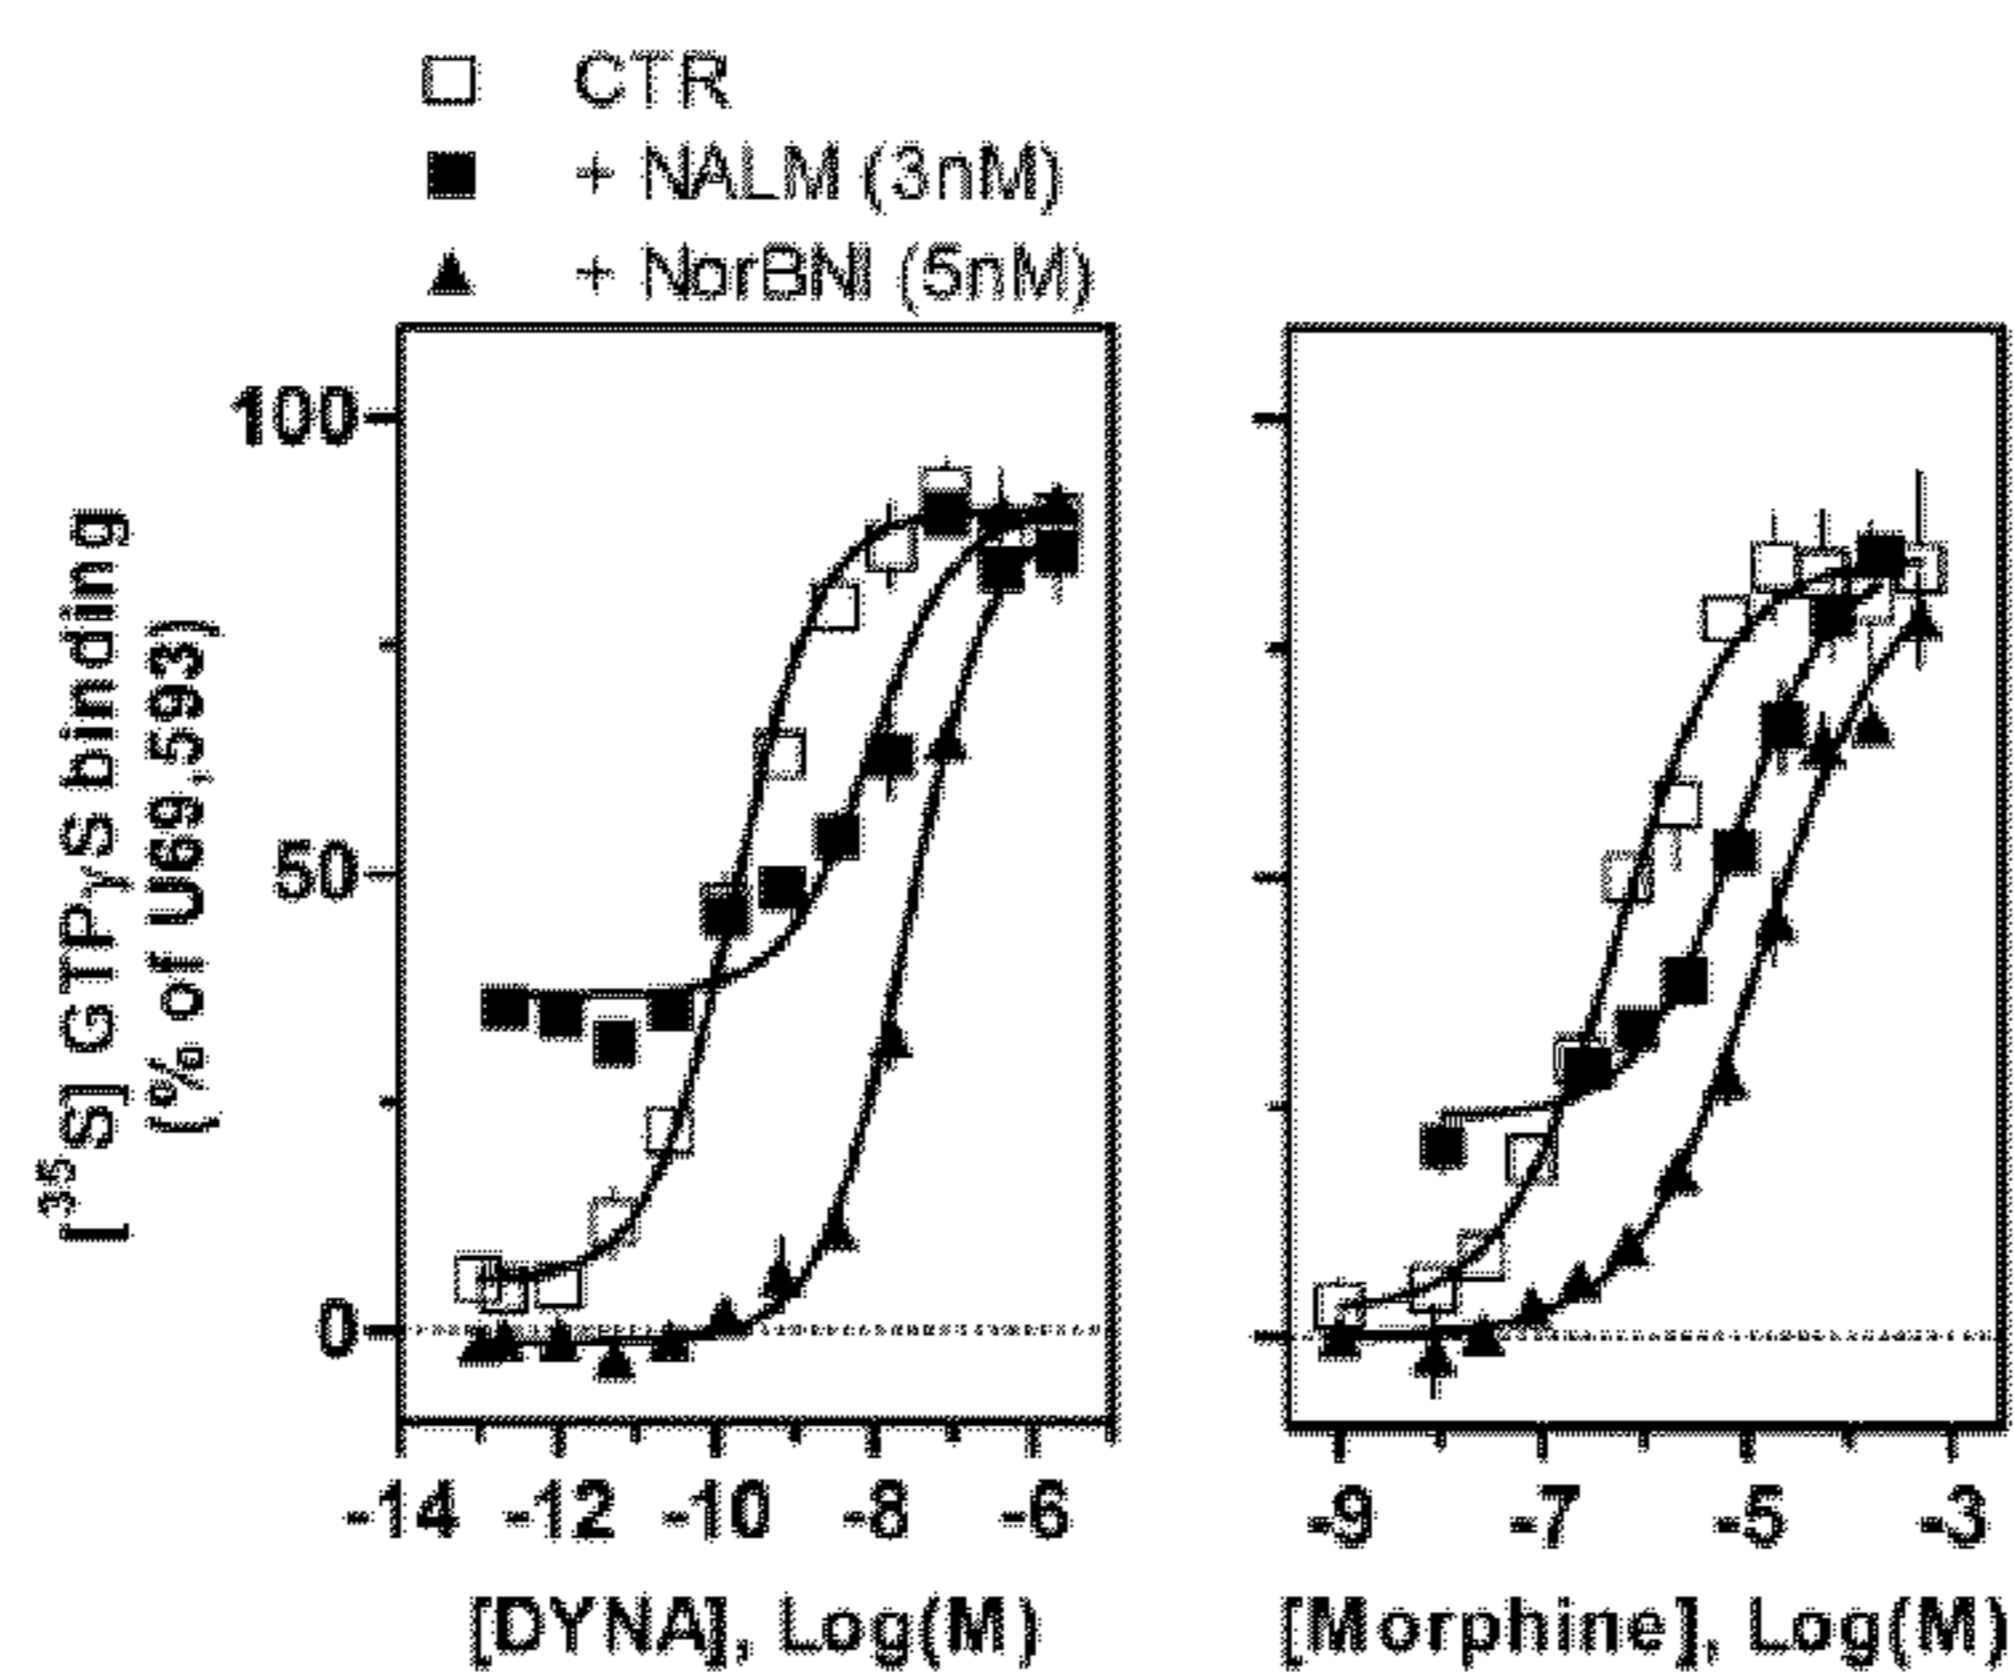 CTR
+ NALM (3nM)
+ NorBNI (5nM)
[³⁵S] GTPγS binding
(% of U69,593)
100
50
0
-14 -12 -10 -8 -6
[DYNA], Log(M)
-9 -7 -5 -3
[Morphine], Log(M)